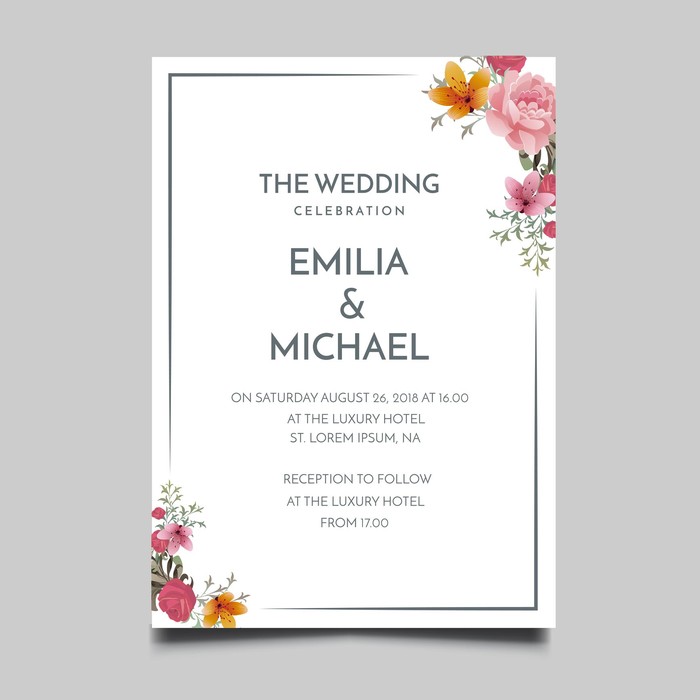 THE WEDDING
CELEBRATION
EMILIA
&
MICHAEL
ON SATURDAY AUGUST 26, 2018 AT 16.00
AT THE LUXURY HOTEL
ST. LOREM IPSUM, NA
RECEPTION TO FOLLOW
AT THE LUXURY HOTEL
FROM 17.00